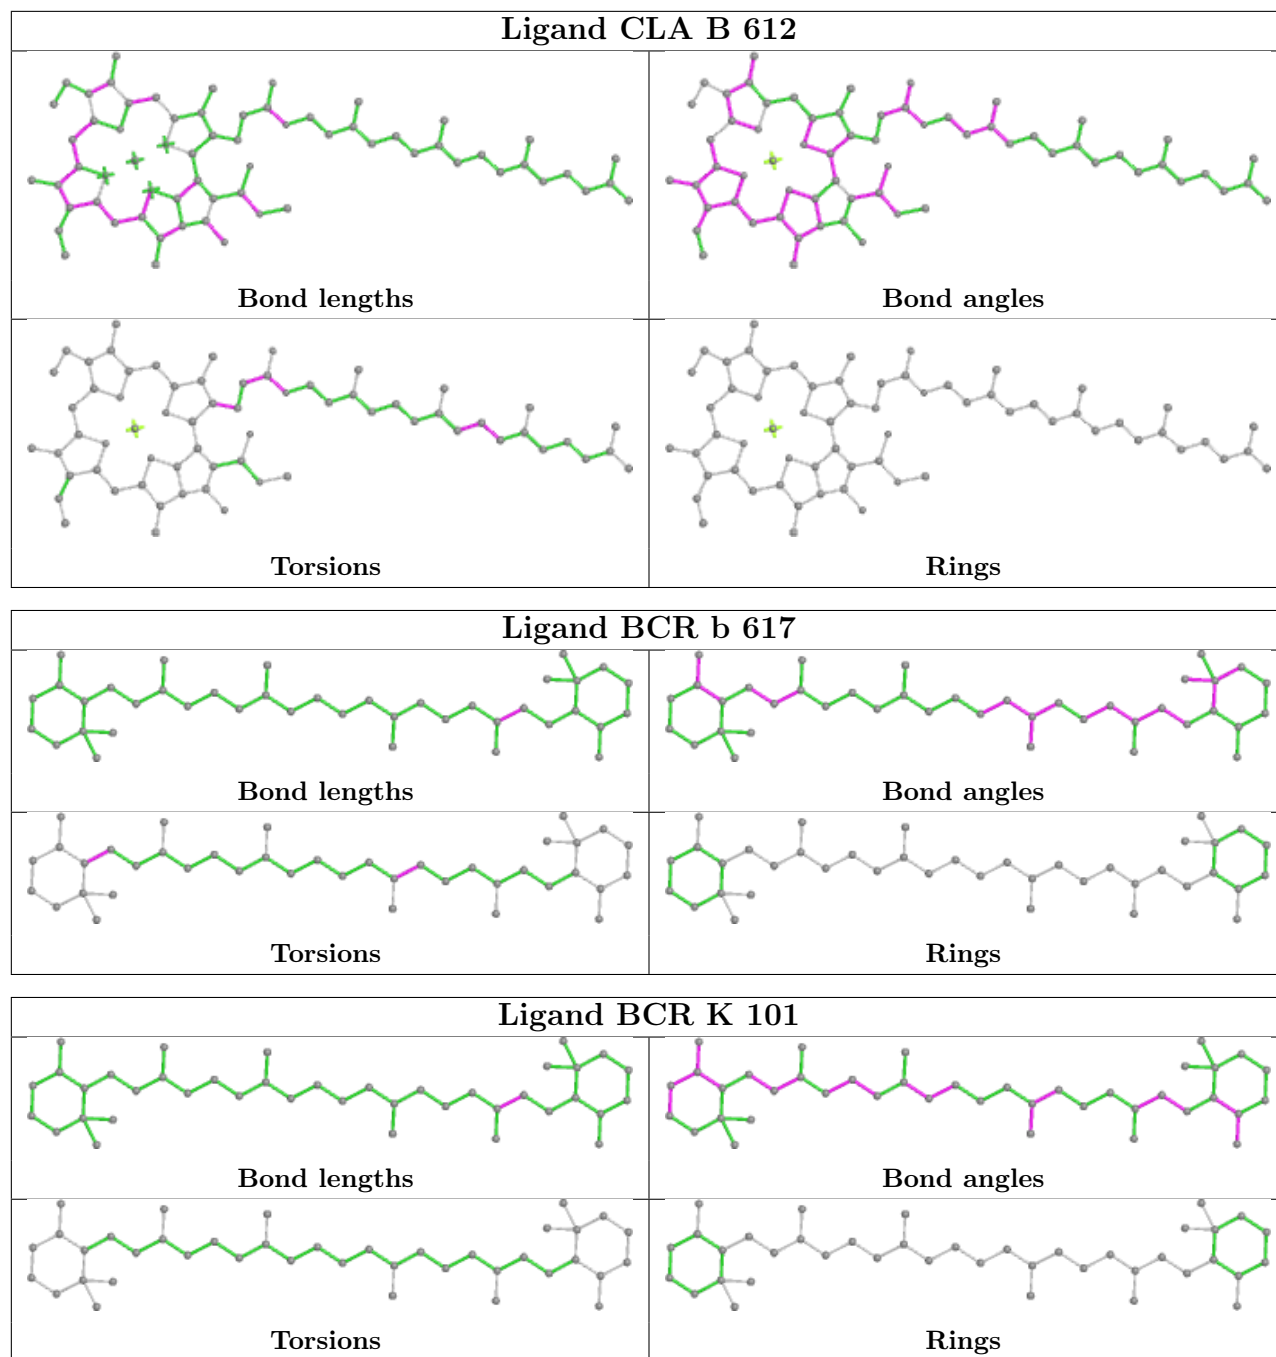 Ligand CLA B 612
Bond lengths
Bond angles
Torsions
Rings
Ligand BCR b 617
Bond lengths
Bond angles
Torsions
Rings
Ligand BCR K 101
Bond lengths
Bond angles
Torsions
Rings